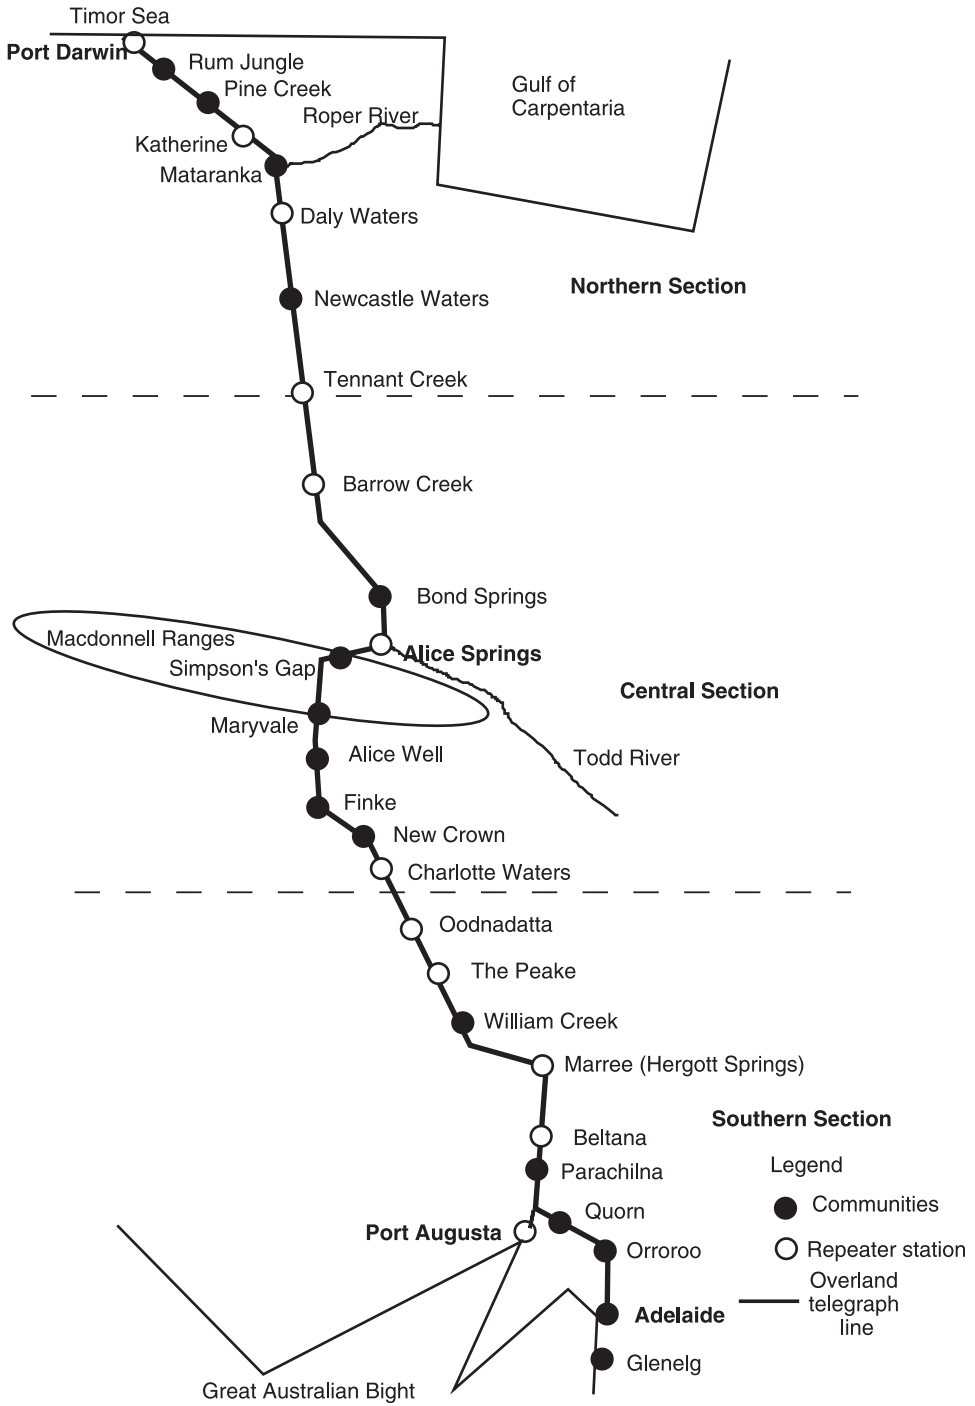 Timor Sea
Port Darwin
Rum Jungle
Pine Creek
Gulf of
Carpentaria
Roper River
Katherine
Mataranka
Daly Waters
Northern Section
Newcastle Waters
Tennant Creek
Barrow Creek
Bond Springs
Macdonnell Ranges
Alice Springs
Simpson's Gap
Central Section
Maryvale
Alice Well
Todd River
Finke
New Crown
Charlotte Waters
Oodnadatta
The Peake
William Creek
Marree (Hergott Springs)
Southern Section
Beltana
Legend
Parachilna
Communities
Quorn
Port Augusta
Orroroo
Repeater station
Overland
telegraph
line
Adelaide
Glenelg
Great Australian Bight